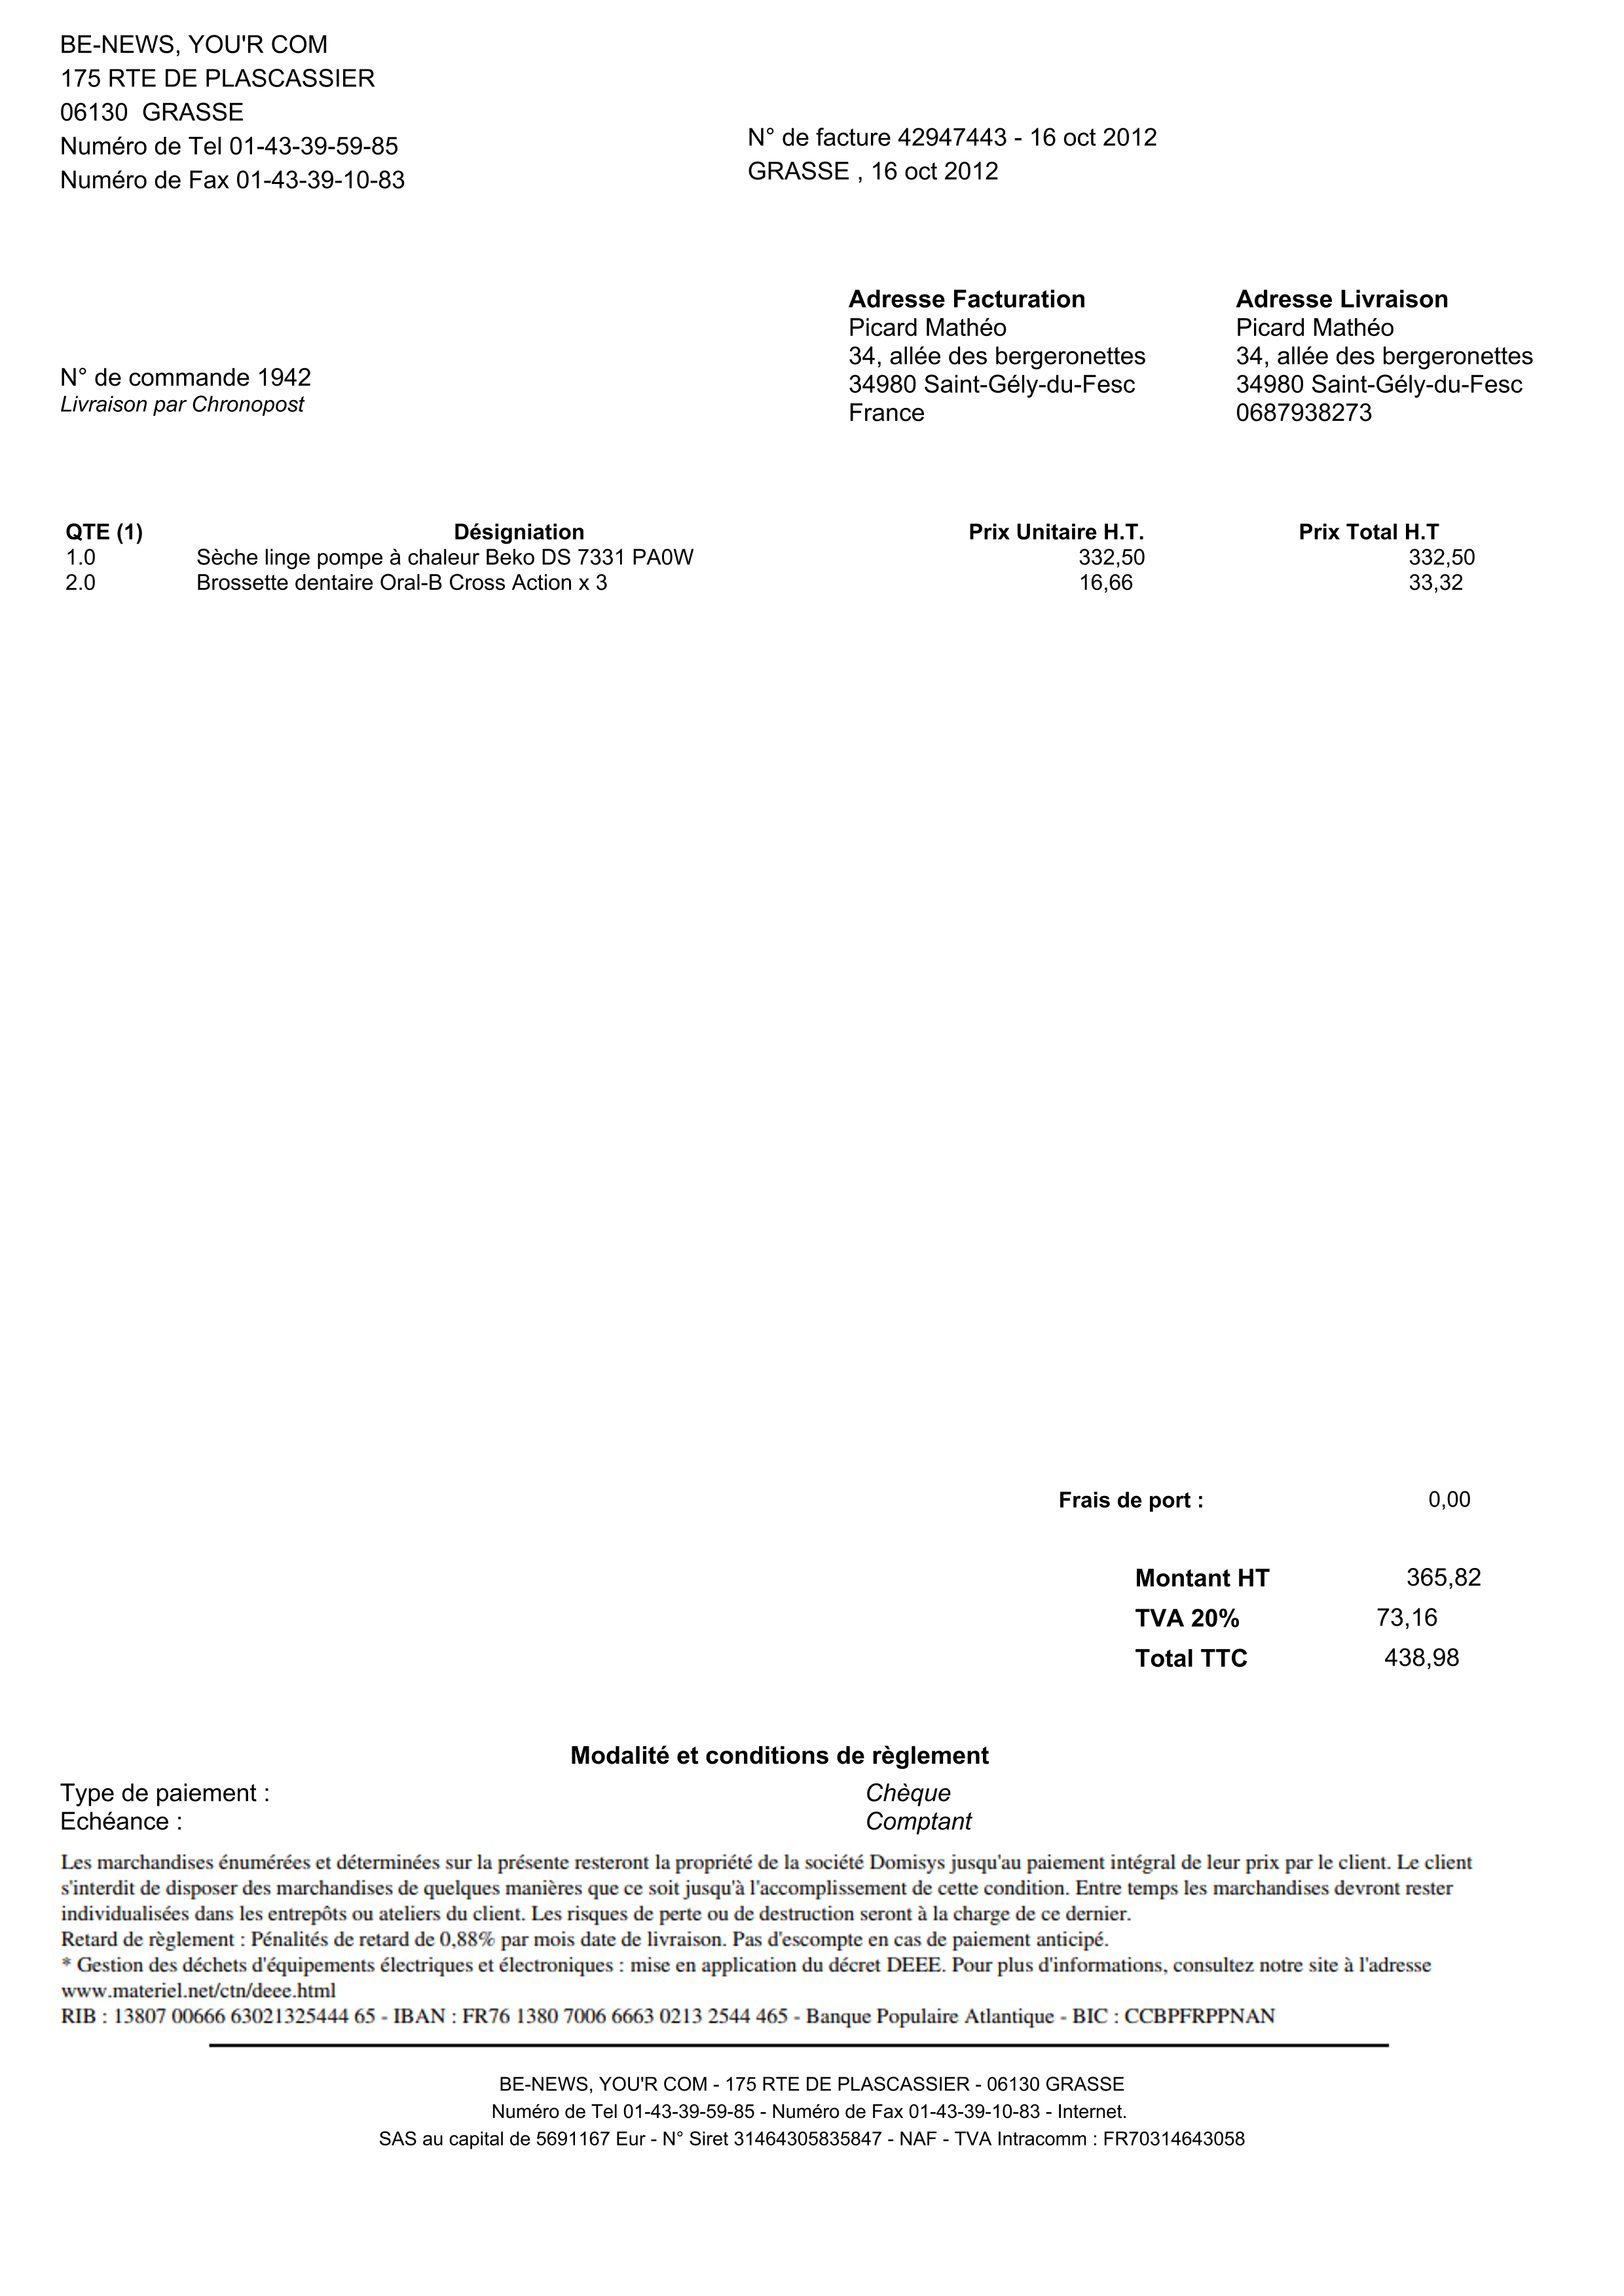 BE-NEWS, YOU'R COM
175 RTE DE PLASCASSIER
06130  GRASSE
Numéro de Tel 01-43-39-59-85
Numéro de Fax 01-43-39-10-83
N° de facture 42947443 - 16 oct 2012
GRASSE , 16 oct 2012
N° de commande 1942
Livraison par Chronopost
Adresse Facturation
Picard Mathéo
34, allée des bergeronettes
34980 Saint-Gély-du-Fesc
France
Adresse Livraison
Picard Mathéo
34, allée des bergeronettes
34980 Saint-Gély-du-Fesc
0687938273
QTE (1) Désigniation Prix Unitaire H.T. Prix Total H.T
1.0 Sèche linge pompe à chaleur Beko DS 7331 PA0W 332,50 332,50
2.0 Brossette dentaire Oral-B Cross Action x 3 16,66 33,32
Frais de port : 0,00
Montant HT 365,82
TVA 20% 73,16
Total TTC 438,98
Modalité et conditions de règlement
Type de paiement : Chèque
Echéance : Comptant
Les marchandises énumérées et déterminées sur la présente resteront la propriété de la société Domisys jusqu'au paiement intégral de leur prix par le client. Le client
s'interdit de disposer des marchandises de quelques manières que ce soit jusqu'à l'accomplissement de cette condition. Entre temps les marchandises devront rester
individualisées dans les entrepôts ou ateliers du client. Les risques de perte ou de destruction seront à la charge de ce dernier.
Retard de règlement : Pénalités de retard de 0,88% par mois date de livraison. Pas d'escompte en cas de paiement anticipé.
* Gestion des déchets d'équipements électriques et électroniques : mise en application du décret DEEE. Pour plus d'informations, consultez notre site à l'adresse
www.materiel.net/ctn/deee.html
RIB : 13807 00666 63021325444 65 - IBAN : FR76 1380 7006 6663 0213 2544 465 - Banque Populaire Atlantique - BIC : CCBPFRPPNAN
BE-NEWS, YOU'R COM - 175 RTE DE PLASCASSIER - 06130 GRASSE
Numéro de Tel 01-43-39-59-85 - Numéro de Fax 01-43-39-10-83 - Internet.
SAS au capital de 5691167 Eur - N° Siret 31464305835847 - NAF - TVA Intracomm : FR70314643058